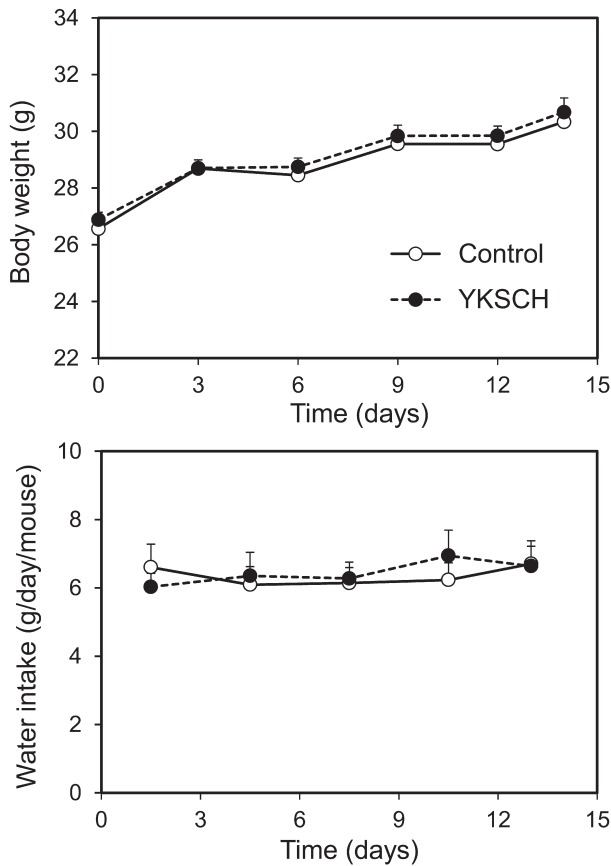 34
32
30
28
26
24
22
Body weight (g)
Control
YKSCH
0 3 6 9 12 15
Time (days)
10
8
6
4
2
0
Water intake (g/day/mouse)
0 3 6 9 12 15
Time (days)